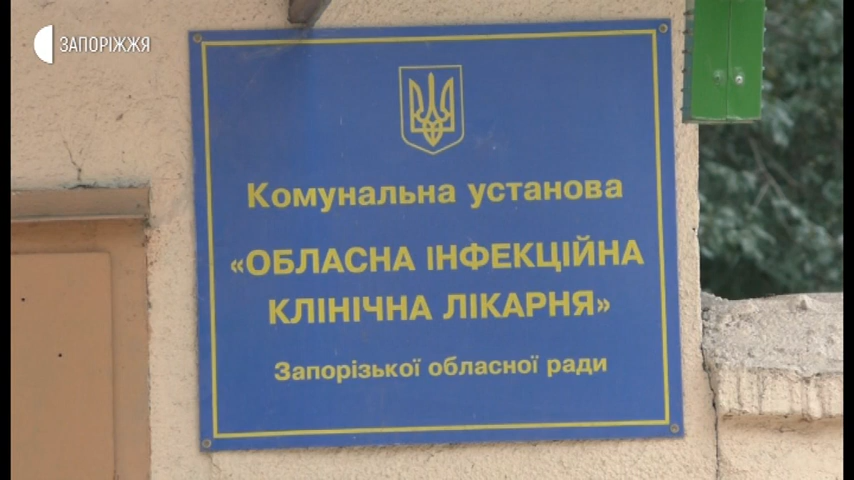 ЗАПОРІЖЖЯ
Комунальна установа
«ОБЛАСНА ІНФЕКЦІЙНА
КЛІНІЧНА ЛІКАРНЯ»
Запорізької обласної ради